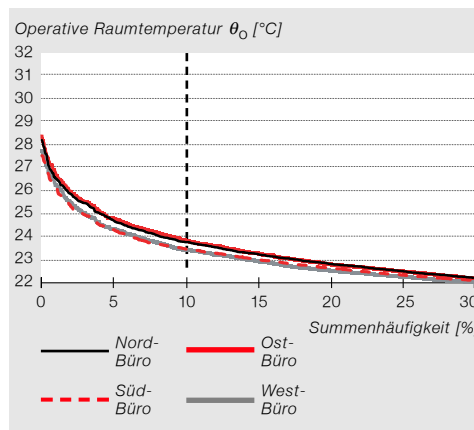 Operative Raumtemperatur θO [°C]
32
31
30
29
28
27
26
25
24
23
22
0 5 10 15 20 25 30
Summenhäufigkeit [%
Nord-
Büro
Ost-
Büro
Süd-
Büro
West-
Büro